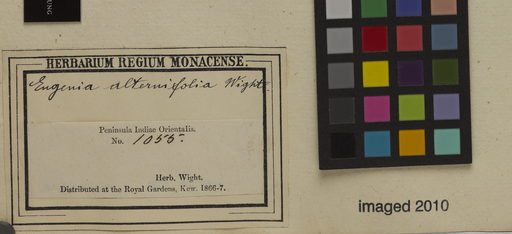 HERBARIUM REGIUM MONACENSE.
Eugenia alternifolia Wight
Peninsula Indiae Orientalis.
No. 1055.
Herb. Wight.
Distributed at the Royal Gardens, Kew. 1866-7.
imaged 2010